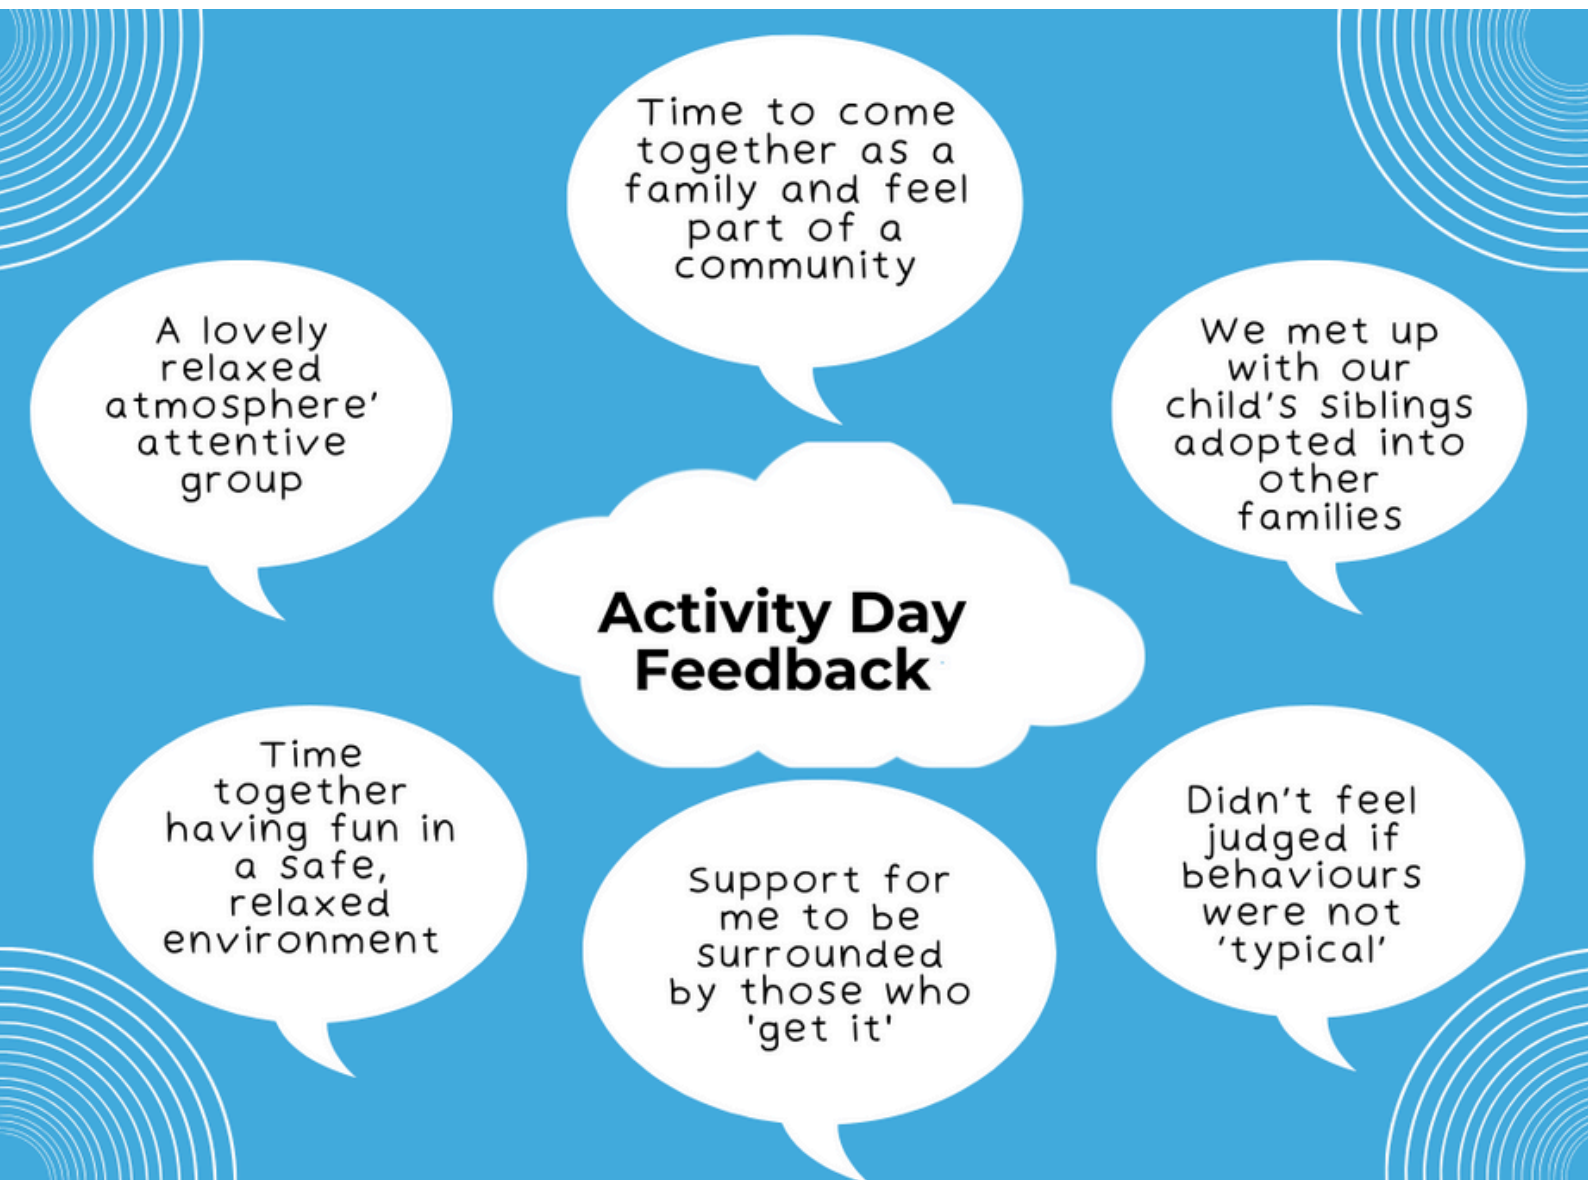 Time to come
together as a
family and feel
part of a
community
A lovely
relaxed
atmosphere'
attentive
group
We met up
with our
child's siblings
adopted into
other
families
Activity Day
Feedback
Time
together
having fun in
a safe,
relaxed
environment
Support for
me to be
surrounded
by those who
'get it'
Didn't feel
judged if
behaviours
were not
'typical'